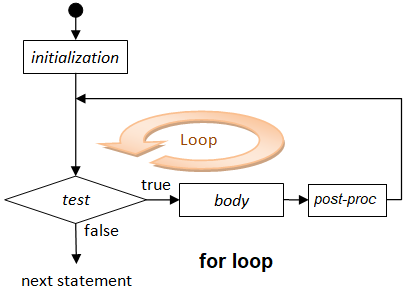 initialization
Loop
test
true
body
post-proc
false
for loop
next statement